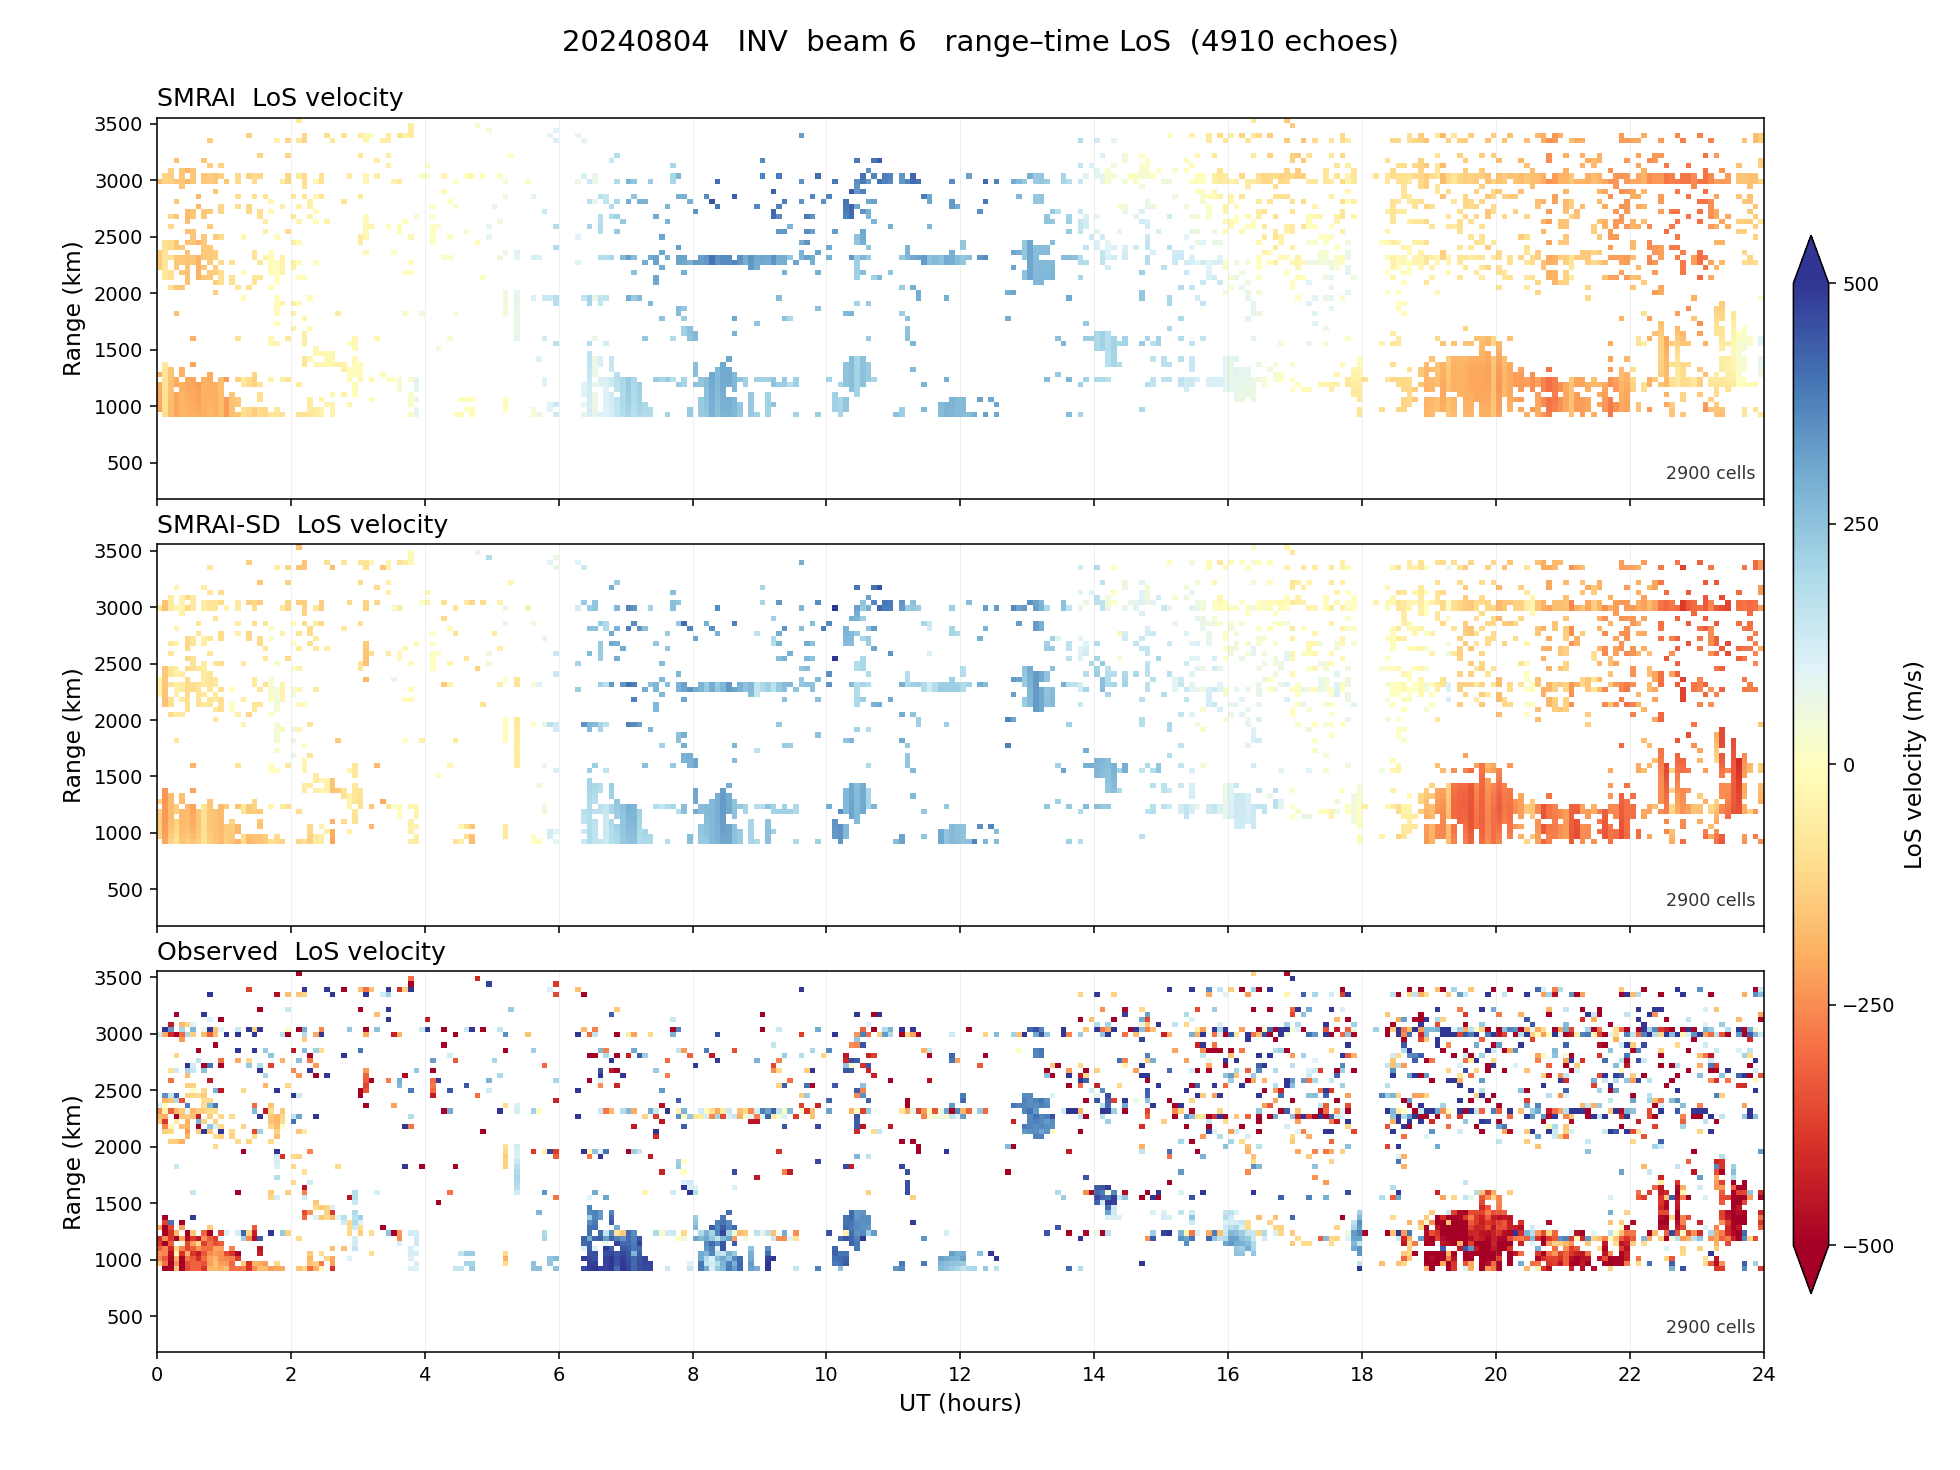 20240804   INV  beam 6   range–time LoS  (4910 echoes)
SMRAI  LoS velocity
3500
3000
2500
2000
1500
1000
500
Range (km)
2900 cells
SMRAI-SD  LoS velocity
3500
3000
2500
2000
1500
1000
500
Range (km)
2900 cells
Observed  LoS velocity
3500
3000
2500
2000
1500
1000
500
Range (km)
2900 cells
0 2 4 6 8 10 12 14 16 18 20 22 24
UT (hours)
500
250
0
−250
−500
LoS velocity (m/s)